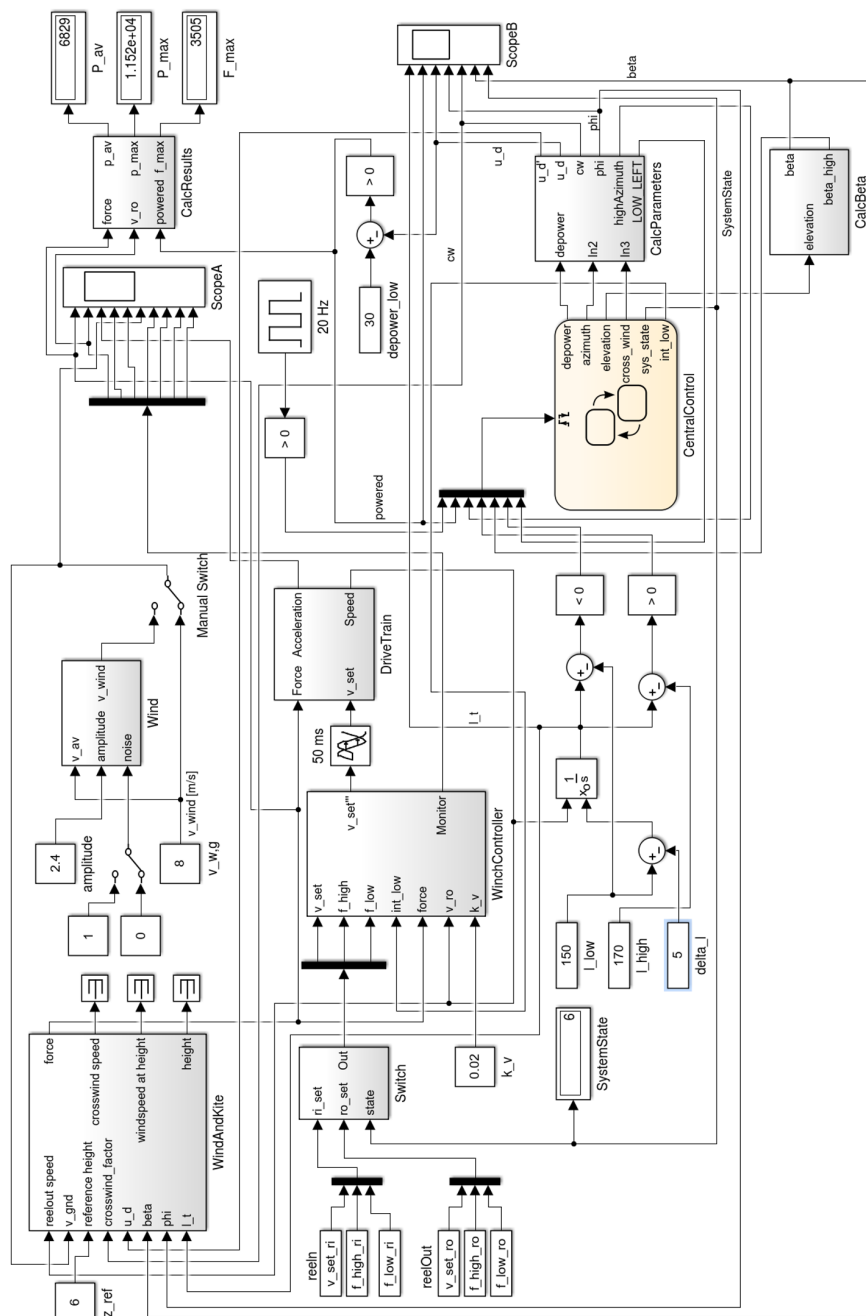 6
z_ref
reelout speed
v_gnd
reference height
crosswind_factor
u_d
beta
phi
l_t
force
crosswind speed
windspeed at height
height
WindAndKite
1
0
2.4
amplitude
8
v_w,g
v_wind [m/s]
v_av
amplitude
noise
v_wind
Wind
Manual Switch
ScopeA
force
v_ro
powered
p_av
p_max
f_max
CalcResults
6829
P_av
1.152e+04
P_max
3505
F_max
reelIn
v_set_ri
f_high_ri
f_low_ri
reelOut
v_set_ro
f_high_ro
f_low_ro
ri_set
ro_set
state
Out
Switch
0.02
k_v
v_set
f_high
f_low
int_low
force
v_ro
k_v
v_set'''
Monitor
WinchController
50 ms
Force
v_set
Acceleration
Speed
DriveTrain
> 0
20 Hz
30
depower_low
> 0
powered
l_t
cw
u_d
ScopeB
6
SystemState
150
l_low
170
l_high
5
delta_l
1
s
xo
< 0
> 0
depower
azimuth
elevation
cross_wind
sys_state
int_low
CentralControl
depower
In2
In3
u_d'
u_d
cw
phi
highAzimuth
LOW_LEFT
CalcParameters
phi
beta
SystemState
elevation
beta
beta_high
CalcBeta